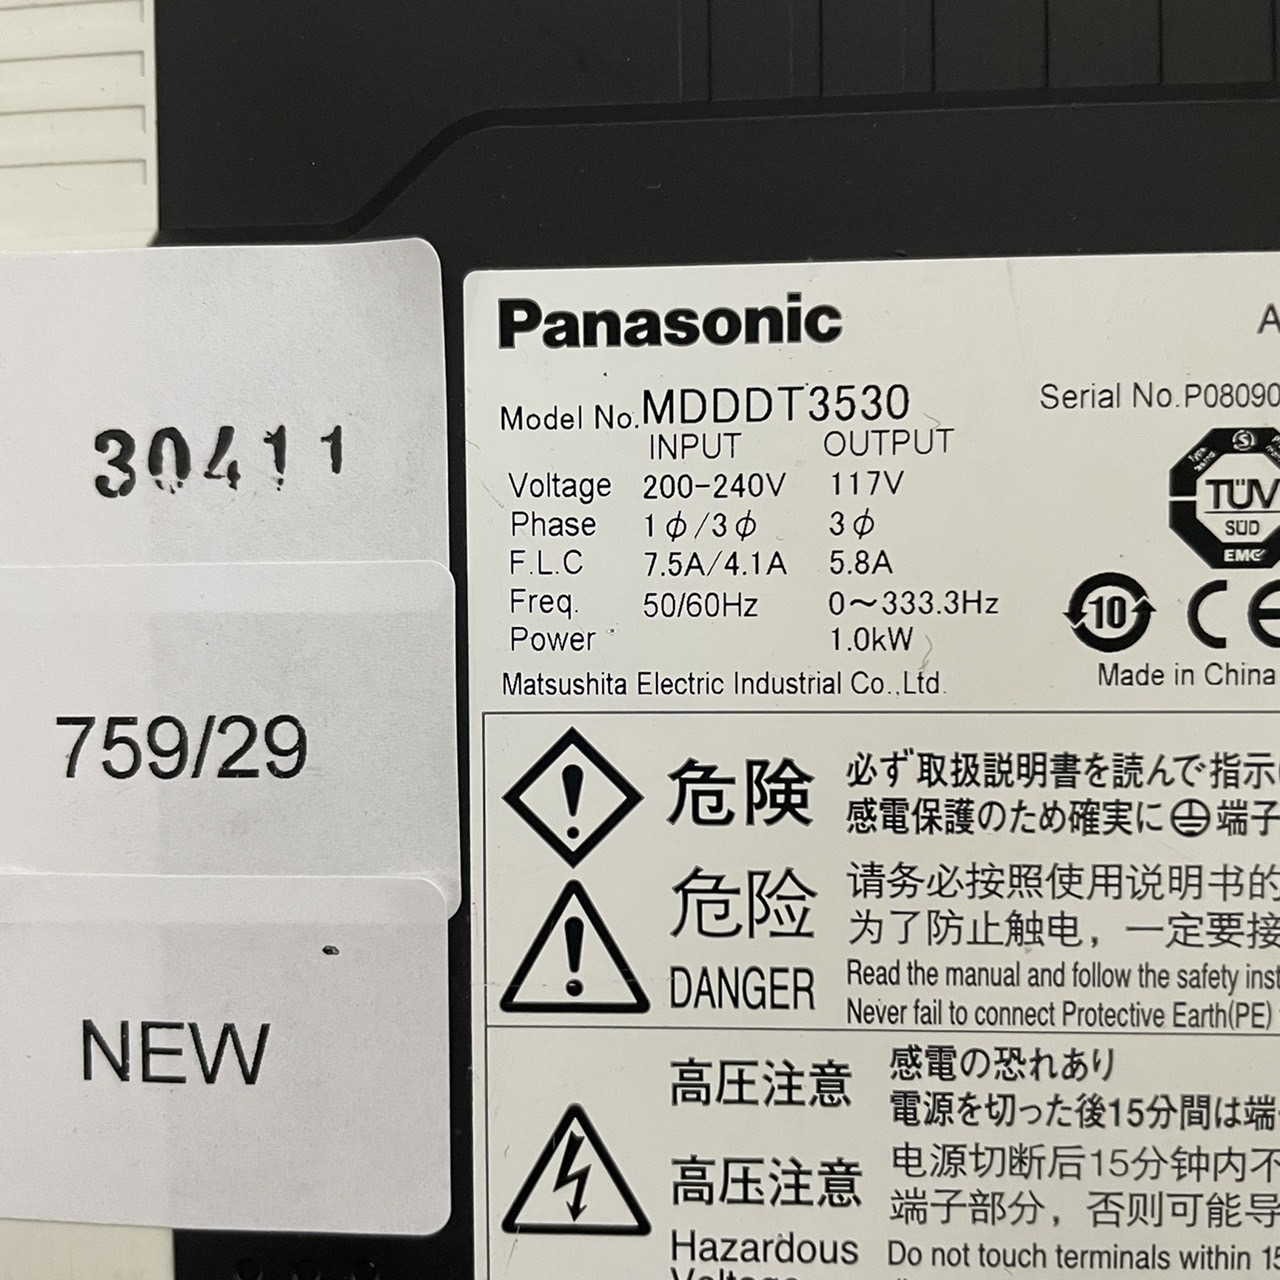 30411
759/29
NEW
Panasonic
Model No. MDDDT3530
Serial No.P08090
INPUT OUTPUT
Voltage 200-240V 117V
Phase 1ϕ/3ϕ 3ϕ
F.L.C 7.5A/4.1A 5.8A
Freq. 50/60Hz 0～333.3Hz
Power 1.0kW
Matsushita Electric Industrial Co.,Ltd.
TÜV
SÜD
EMC
10
CE
Made in China
危険
必ず取扱説明書を読んで指示
感電保護のため確実に端子
危险
请务必按照使用说明书的
为了防止触电，一定要接
DANGER
Read the manual and follow the safety inst
Never fail to connect Protective Earth(PE)
高圧注意
感電の恐れあり
電源を切った後15分間は端
高压注意
电源切断后15分钟内不
端子部分，否则可能导
Hazardous
Voltage
Do not touch terminals within 15